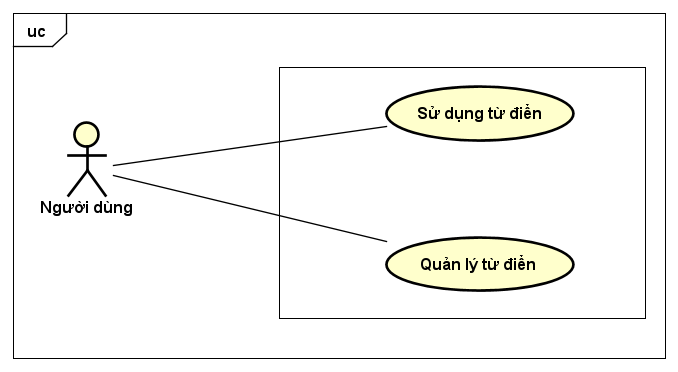 uc
Sử dụng từ điển
Người dùng
Quản lý từ điển